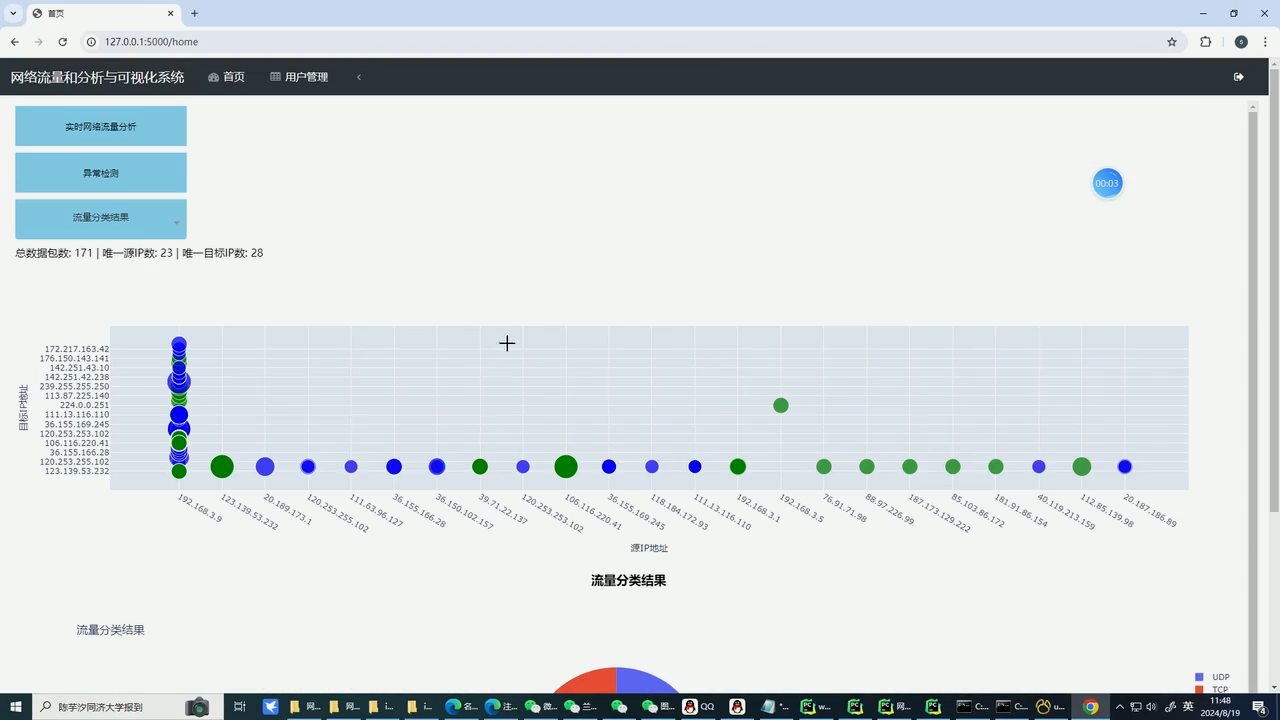 首页
127.0.0.1:5000/home
S
网络流量和分析与可视化系统 首页 用户管理
实时网络流量分析
00:03
异常检测
流量分类结果
总数据包数: 171 | 唯一源IP数: 23 | 唯一目标IP数: 28
目标IP地址
172.217.163.42
176.150.143.141
142.251.43.10
142.251.42.238
239.255.255.250
113.87.225.140
224.0.0.251
111.13.116.110
36.155.169.245
120.253.253.102
106.116.220.41
36.155.166.28
120.253.255.102
123.139.53.232
192.168.3.9
123.139.53.232
20.189.173.1
120.253.255.102
111.63.96.127
36.155.166.28
36.150.102.157
39.71.22.137
120.253.253.102
106.116.220.41
36.155.169.245
118.184.172.93
111.13.116.110
192.168.3.1
192.168.3.5
76.91.71.98
88.97.226.99
187.173.129.222
85.103.86.172
181.91.86.154
40.119.213.159
112.85.139.98
20.187.186.89
源IP地址
流量分类结果
流量分类结果
UDP
TCP
陈芋汐同济大学报到 网... 网... i... i... 名... 王... 微... 兰... 照... QQ *... w... 网... C... C... u... 英 11:48
2024/8/19